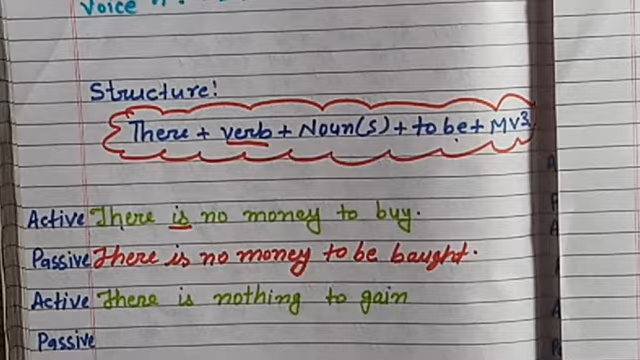 Voice
Structure!
There + verb + Noun(s) + to be + MV3
Active There is no money to buy.
Passive There is no money to be baught.
Active There is nothing to gain
Passive